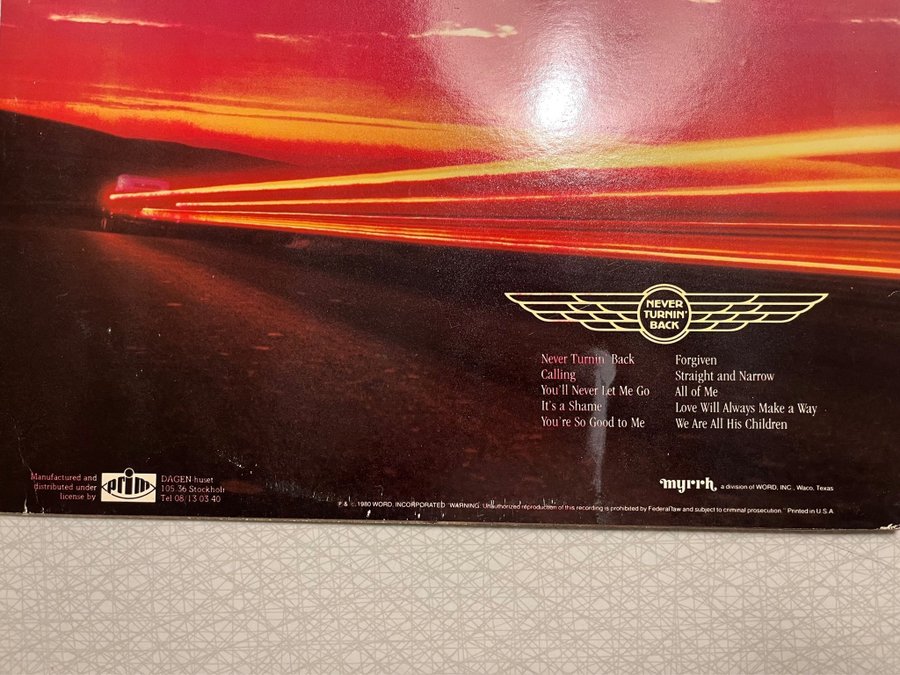 NEVER
TURNIN'
BACK
Never Turnin' Back
Calling
You'll Never Let Me Go
It's a Shame
You're So Good to Me
Forgiven
Straight and Narrow
All of Me
Love Will Always Make a Way
We Are All His Children
Manufactured and
distributed under
license by
prim
DAGEN-huset
105 36 Stockholm
Tel 08/13 03 40
myrrh. a division of WORD, INC., Waco, Texas
℗ & © 1980 WORD, INCORPORATED "WARNING: Unauthorized reproduction of this recording is prohibited by Federal law and subject to criminal prosecution." Printed in U.S.A.